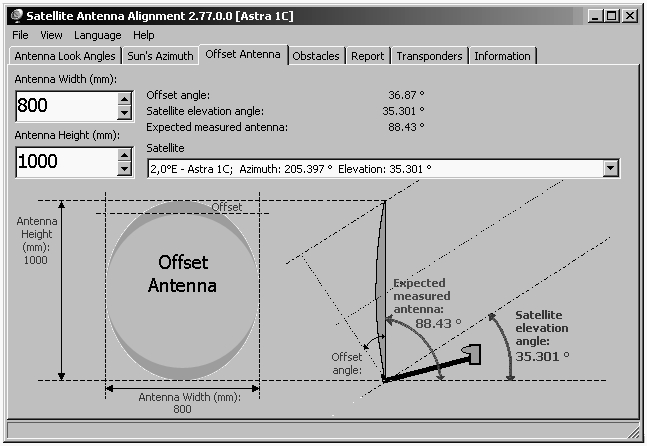 Satellite Antenna Alignment 2.77.0.0 [Astra 1C]
File View Language Help
Antenna Look Angles Sun's Azimuth Offset Antenna Obstacles Report Transponders Information
Antenna Width (mm):
800
Antenna Height (mm):
1000
Offset angle: 36.87 °
Satellite elevation angle: 35.301 °
Expected measured antenna: 88.43 °
Satellite
2,0°E - Astra 1C; Azimuth: 205.397 ° Elevation: 35.301 °
Antenna
Height
(mm):
1000
Offset
Offset
Antenna
Antenna Width (mm):
800
Expected
measured
antenna:
88.43 °
Offset
angle:
Satellite
elevation
angle:
35.301 °